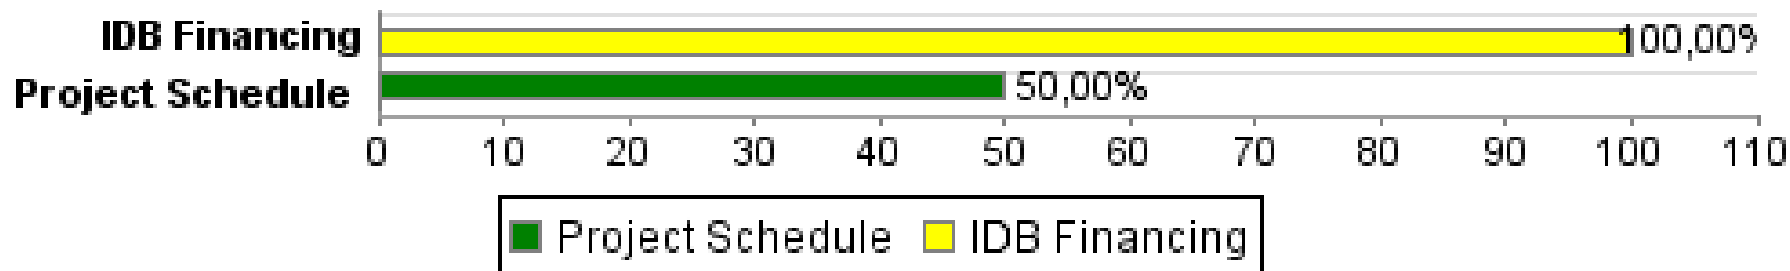 IDB Financing 100,00%
Project Schedule 50,00%
0 10 20 30 40 50 60 70 80 90 100 110
Project Schedule IDB Financing